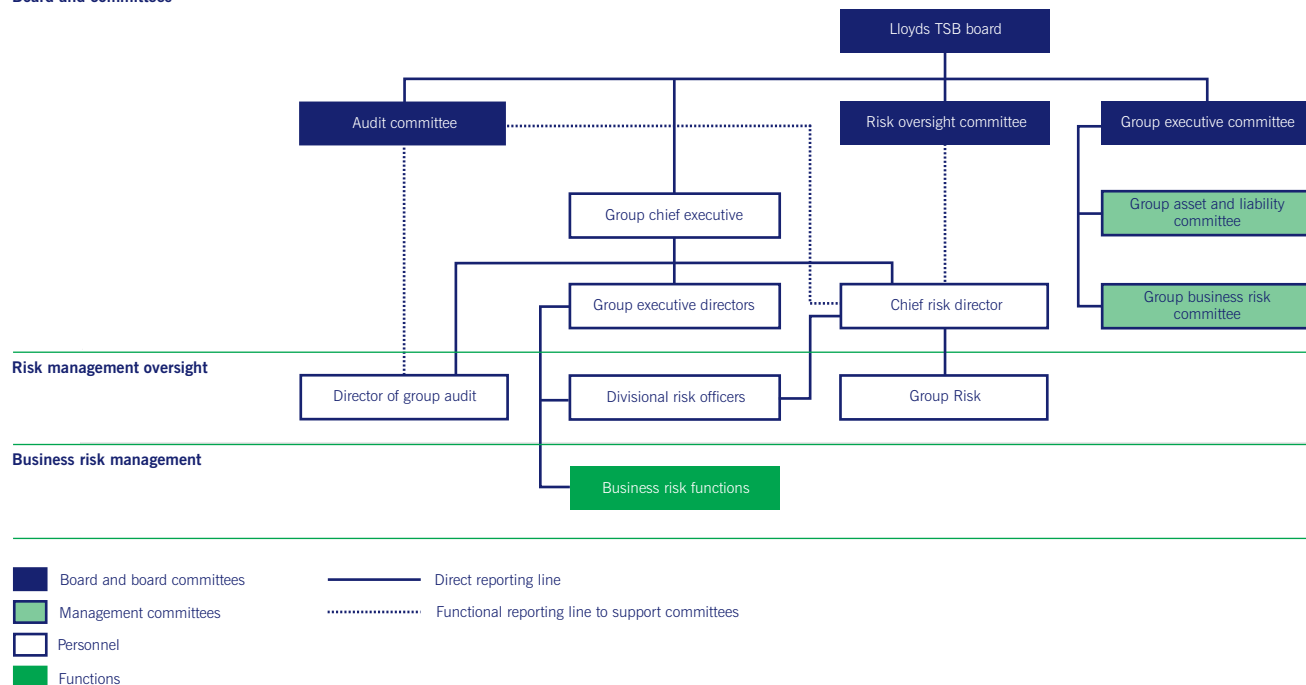 Board and committees
Lloyds TSB board
Audit committee
Risk oversight committee
Group executive committee
Group chief executive
Group asset and liability
committee
Group executive directors
Chief risk director
Group business risk
committee
Risk management oversight
Director of group audit
Divisional risk officers
Group Risk
Business risk management
Business risk functions
Board and board committees
Direct reporting line
Management committees
Functional reporting line to support committees
Personnel
Functions